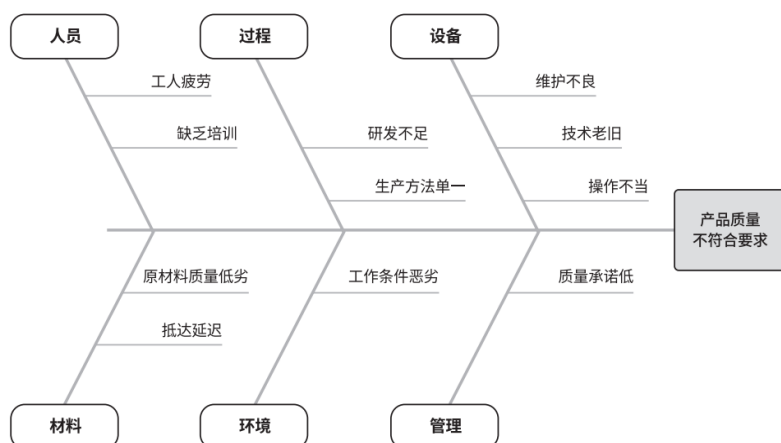 人员
过程
设备
工人疲劳
维护不良
缺乏培训
研发不足
技术老旧
生产方法单一
操作不当
产品质量
不符合要求
原材料质量低劣
工作条件恶劣
质量承诺低
抵达延迟
材料
环境
管理